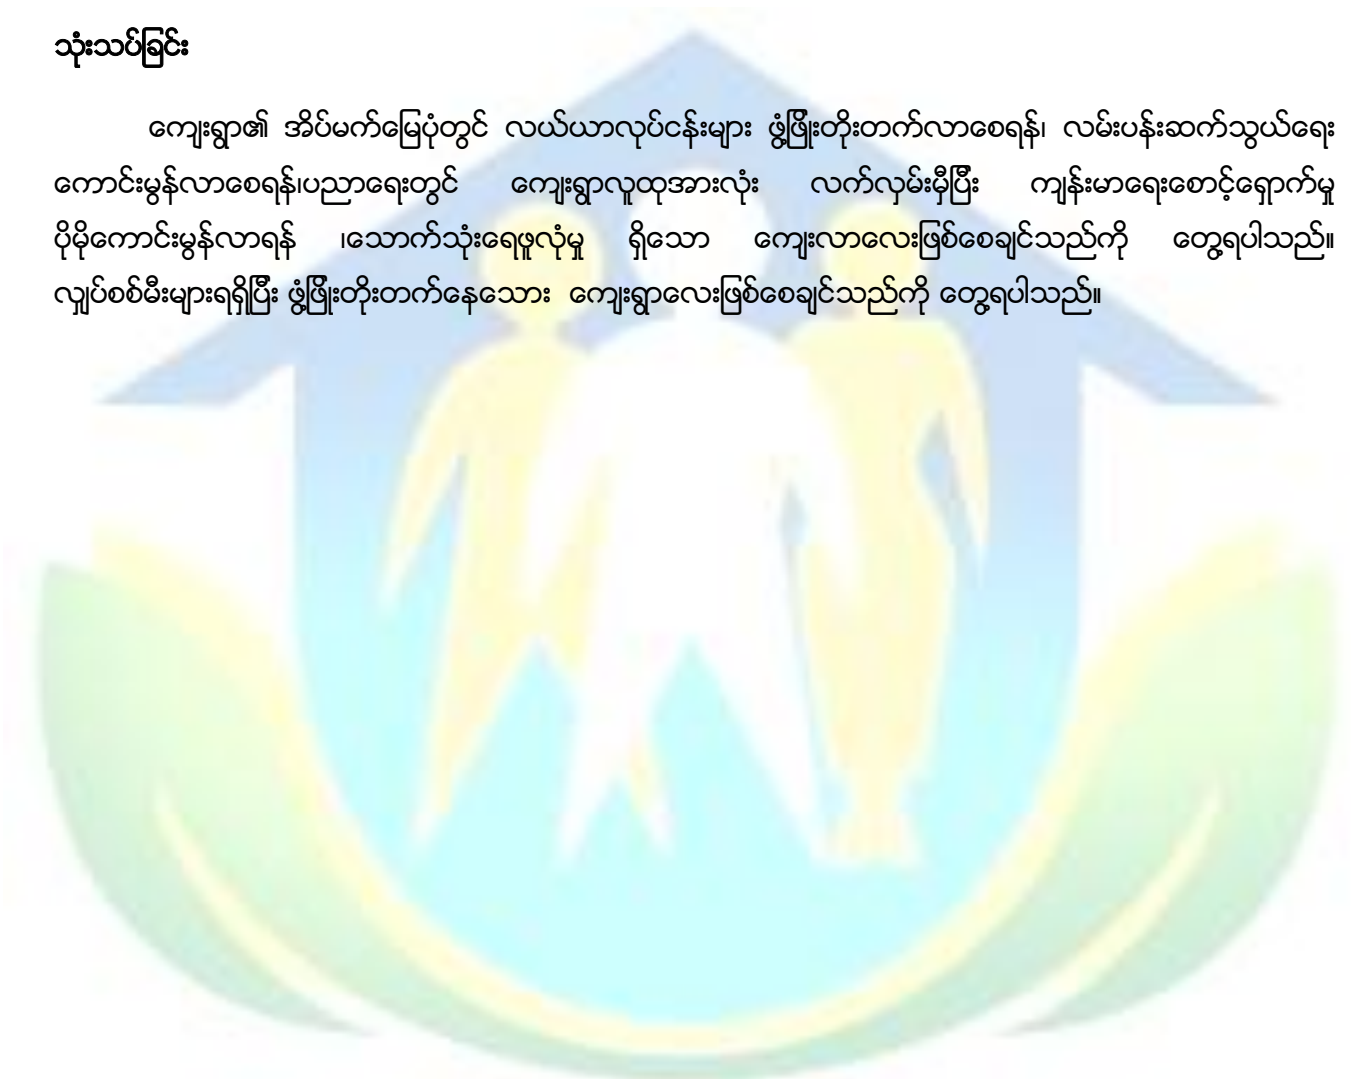 သုံးသပ်ခြင်း
ကျေးရွာ၏ အိပ်မက်မြေပုံတွင် လယ်ယာလုပ်ငန်းများ ဖွံ့ဖြိုးတိုးတက်လာစေရန်၊ လမ်းပန်းဆက်သွယ်ရေး
ကောင်းမွန်လာစေရန်၊ပညာရေးတွင် ကျေးရွာလူထုအားလုံး လက်လှမ်းမှီပြီး ကျန်းမာရေးစောင့်ရှောက်မှု
ပိုမိုကောင်းမွန်လာရန် ၊သောက်သုံးရေဖူလုံမှု ရှိသော ကျေးလာလေးဖြစ်စေချင်သည်ကို တွေ့ရပါသည်။
လျှပ်စစ်မီးများရရှိပြီး ဖွံ့ဖြိုးတိုးတက်နေသေား ကျေးရွာလေးဖြစ်စေချင်သည်ကို တွေ့ရပါသည်။